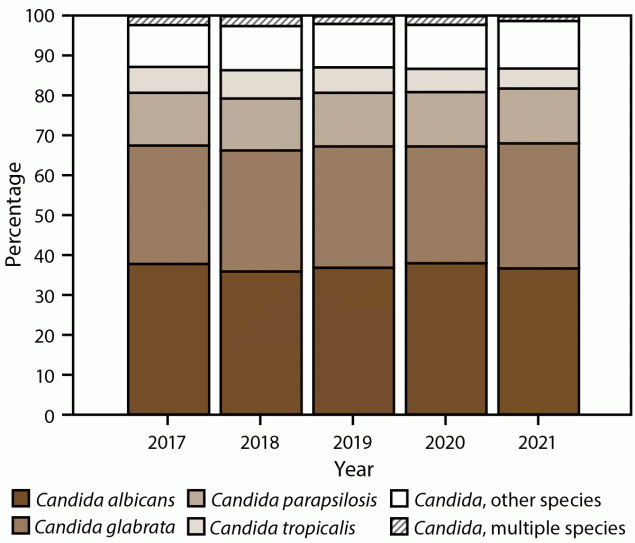 Percentage
100
90
80
70
60
50
40
30
20
10
0
2017 2018 2019 2020 2021
Year
Candida albicans Candida parapsilosis Candida, other species
Candida glabrata Candida tropicalis Candida, multiple species